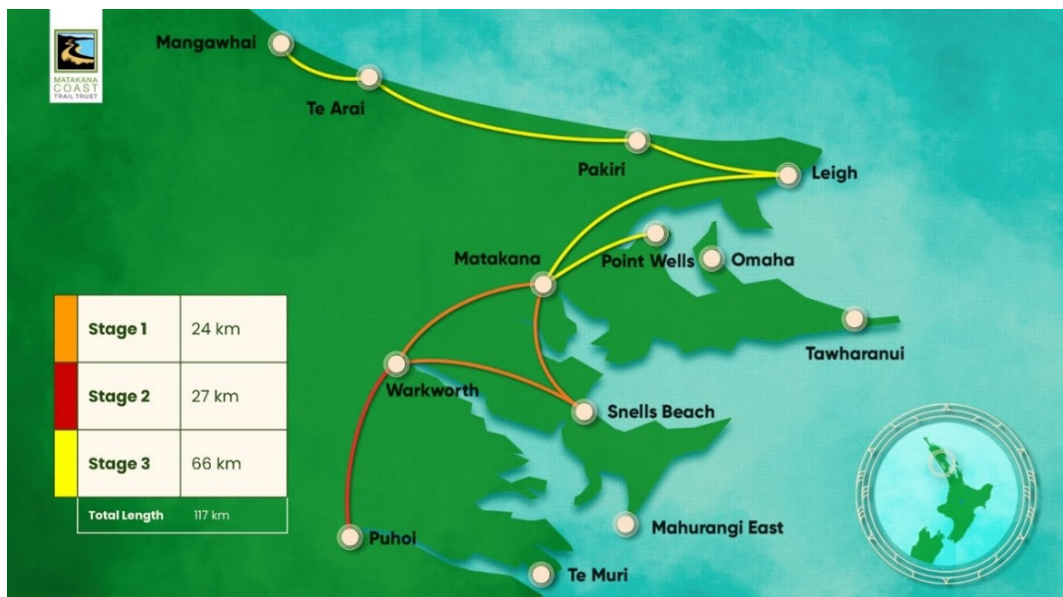 MATAKANA
COAST
TRAIL TRUST
Mangawhai
Te Arai
Pakiri
Leigh
Matakana
Point Wells
Omaha
Tawharanui
Warkworth
Snells Beach
Mahurangi East
Puhoi
Te Muri
Stage 1 24 km
Stage 2 27 km
Stage 3 66 km
Total Length 117 km